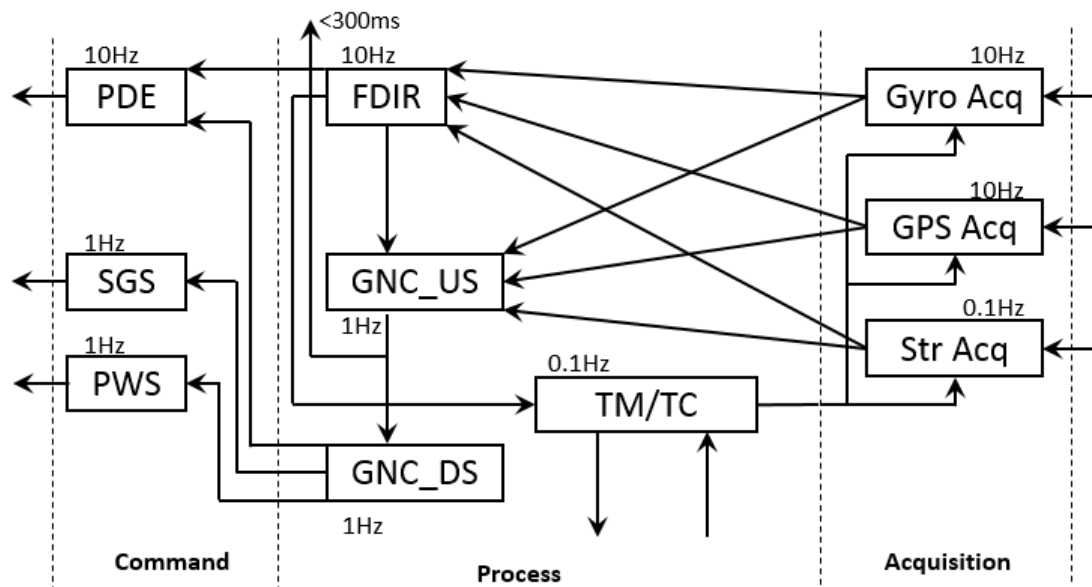 <300ms
10Hz
PDE
10Hz
FDIR
10Hz
Gyro Acq
10Hz
GPS Acq
1Hz
SGS
GNC_US
1Hz
0.1Hz
Str Acq
1Hz
PWS
0.1Hz
TM/TC
GNC_DS
1Hz
Command
Process
Acquisition